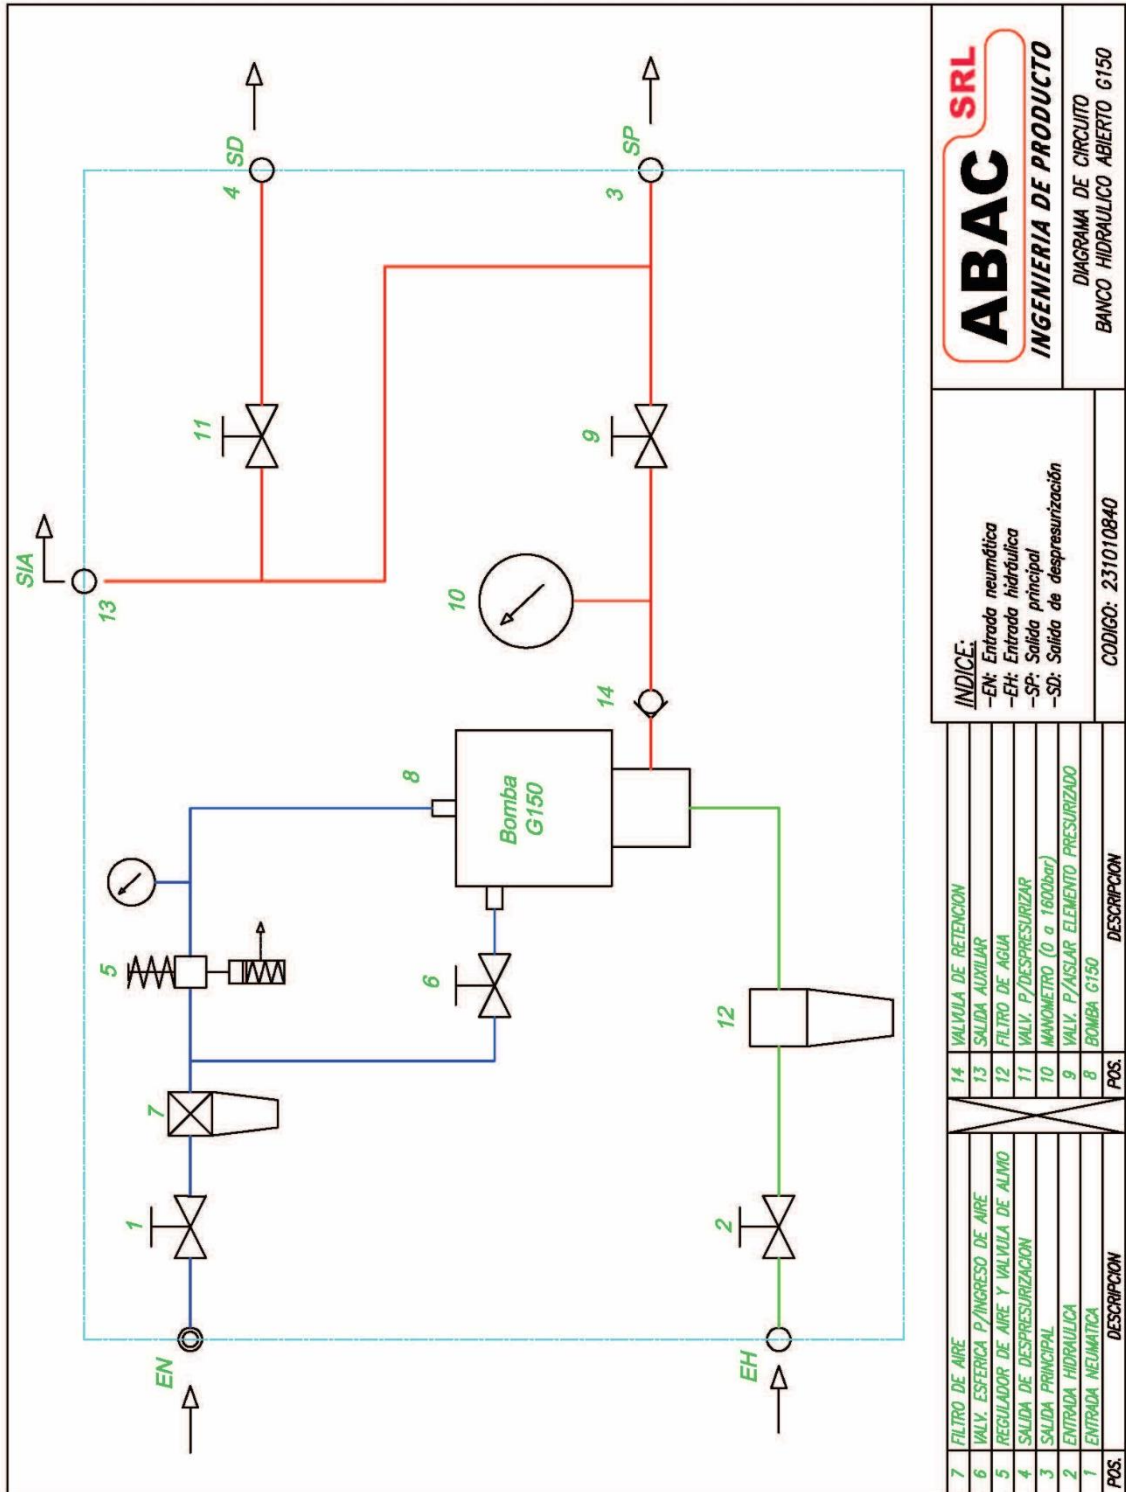 SIA
13
11
4
SD
5
8
10
14
9
3
SP
Bomba
G150
6
7
1
EN
12
2
EH
7 FILTRO DE AIRE
6 VALV. ESFERICA P/INGRESO DE AIRE
5 REGULADOR DE AIRE Y VALVULA DE ALIVIO
4 SALIDA DE DESPRESURIZACION
3 SALIDA PRINCIPAL
2 ENTRADA HIDRAULICA
1 ENTRADA NEUMATICA
POS. DESCRIPCION
14 VALVULA DE RETENCION
13 SALIDA AUXILIAR
12 FILTRO DE AGUA
11 VALV. P/DESPRESURIZAR
10 MANOMETRO (0 a 1600bar)
9 VALV. P/AISLAR ELEMENTO PRESURIZADO
8 BOMBA G150
POS. DESCRIPCION
INDICE:
-EN: Entrada neumática
-EH: Entrada hidráulica
-SP: Salida principal
-SD: Salida de despresurización
CODIGO: 231010840
ABAC SRL
INGENIERIA DE PRODUCTO
DIAGRAMA DE CIRCUITO
BANCO HIDRAULICO ABIERTO G150